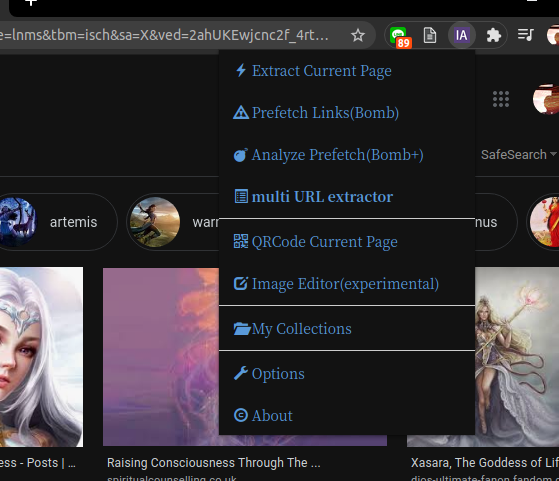 e=lnms&tbm=isch&sa=X&ved=2ahUKEwjcnc2f_4rt...
89
IA
Extract Current Page
Prefetch Links(Bomb)
Analyze Prefetch(Bomb+)
SafeSearch
multi URL extractor
artemis
warr
nus
QRCode Current Page
Image Editor(experimental)
My Collections
Options
About
ess - Posts | ...
Raising Consciousness Through The ...
Xasara, The Goddess of Lif
spiritualcounselling.co.uk
dios-ultimate-fanon.fandom.c